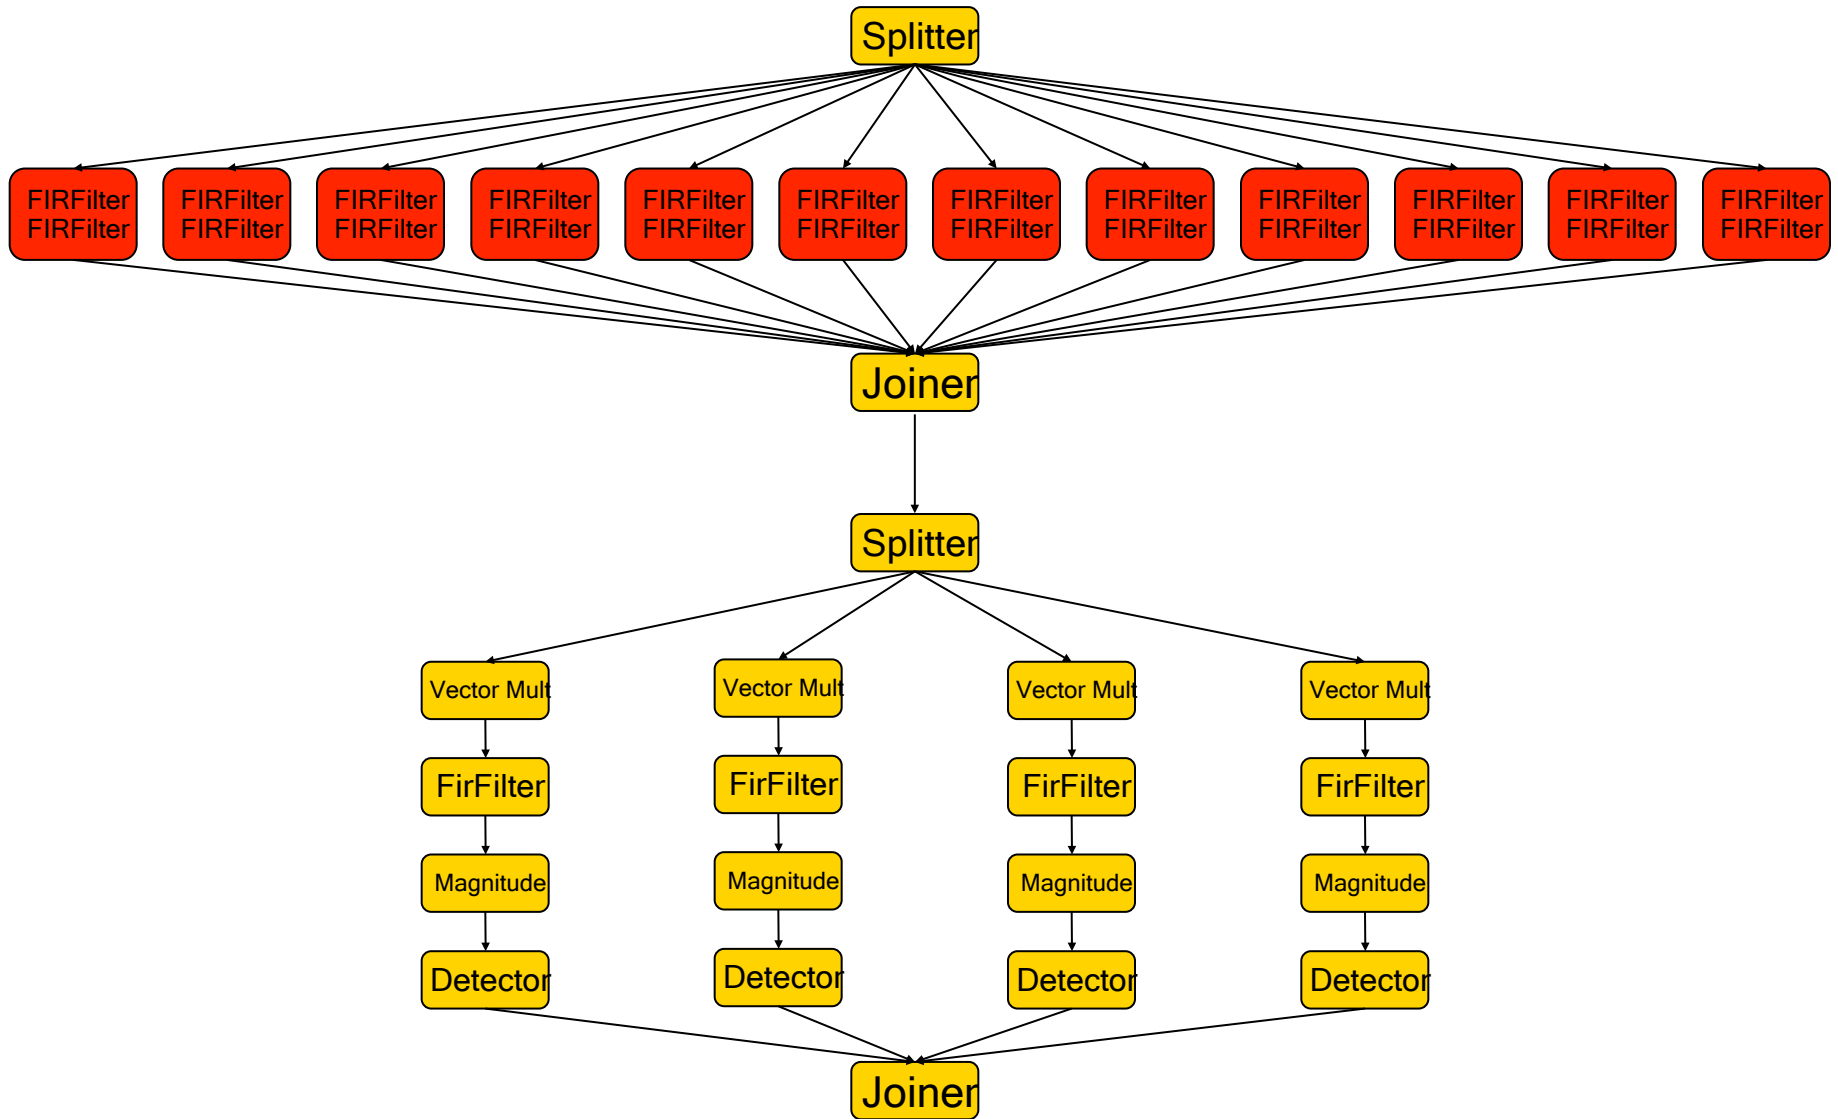 Splitter
FIRFilter FIRFilter FIRFilter FIRFilter FIRFilter FIRFilter FIRFilter FIRFilter FIRFilter FIRFilter FIRFilter FIRFilter
FIRFilter FIRFilter FIRFilter FIRFilter FIRFilter FIRFilter FIRFilter FIRFilter FIRFilter FIRFilter FIRFilter FIRFilter
Joiner
Splitter
Vector Mult Vector Mult Vector Mult Vector Mult
FirFilter FirFilter FirFilter FirFilter
Magnitude Magnitude Magnitude Magnitude
Detector Detector Detector Detector
Joiner